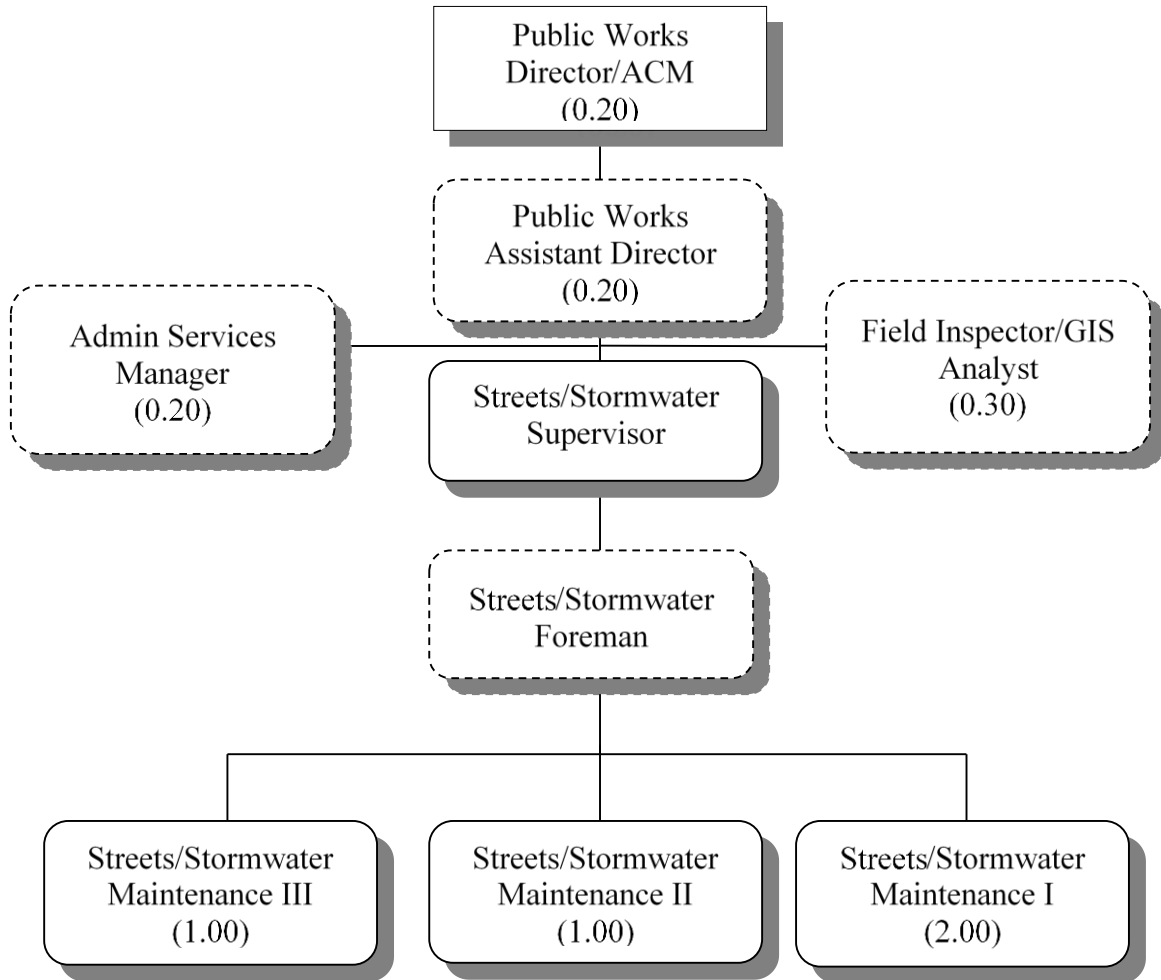 Public Works
Director/ACM
(0.20)
Public Works
Assistant Director
(0.20)
Admin Services
Manager
(0.20)
Field Inspector/GIS
Analyst
(0.30)
Streets/Stormwater
Supervisor
Streets/Stormwater
Foreman
Streets/Stormwater
Maintenance III
(1.00)
Streets/Stormwater
Maintenance II
(1.00)
Streets/Stormwater
Maintenance I
(2.00)